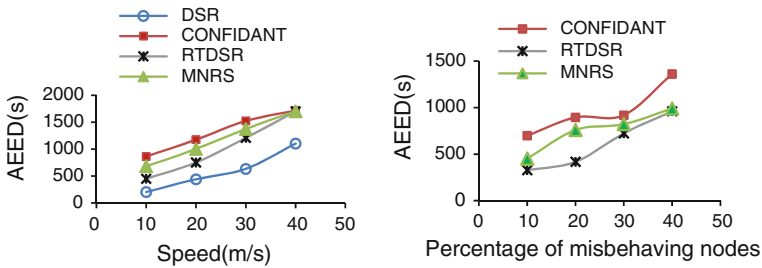 DSR
CONFIDANT
RTDSR
MNRS
AEED(s)
2000
1500
1000
500
0
0 10 20 30 40 50
Speed(m/s)
CONFIDANT
RTDSR
MNRS
AEED(s)
1500
1000
500
0
0 10 20 30 40 50
Percentage of misbehaving nodes